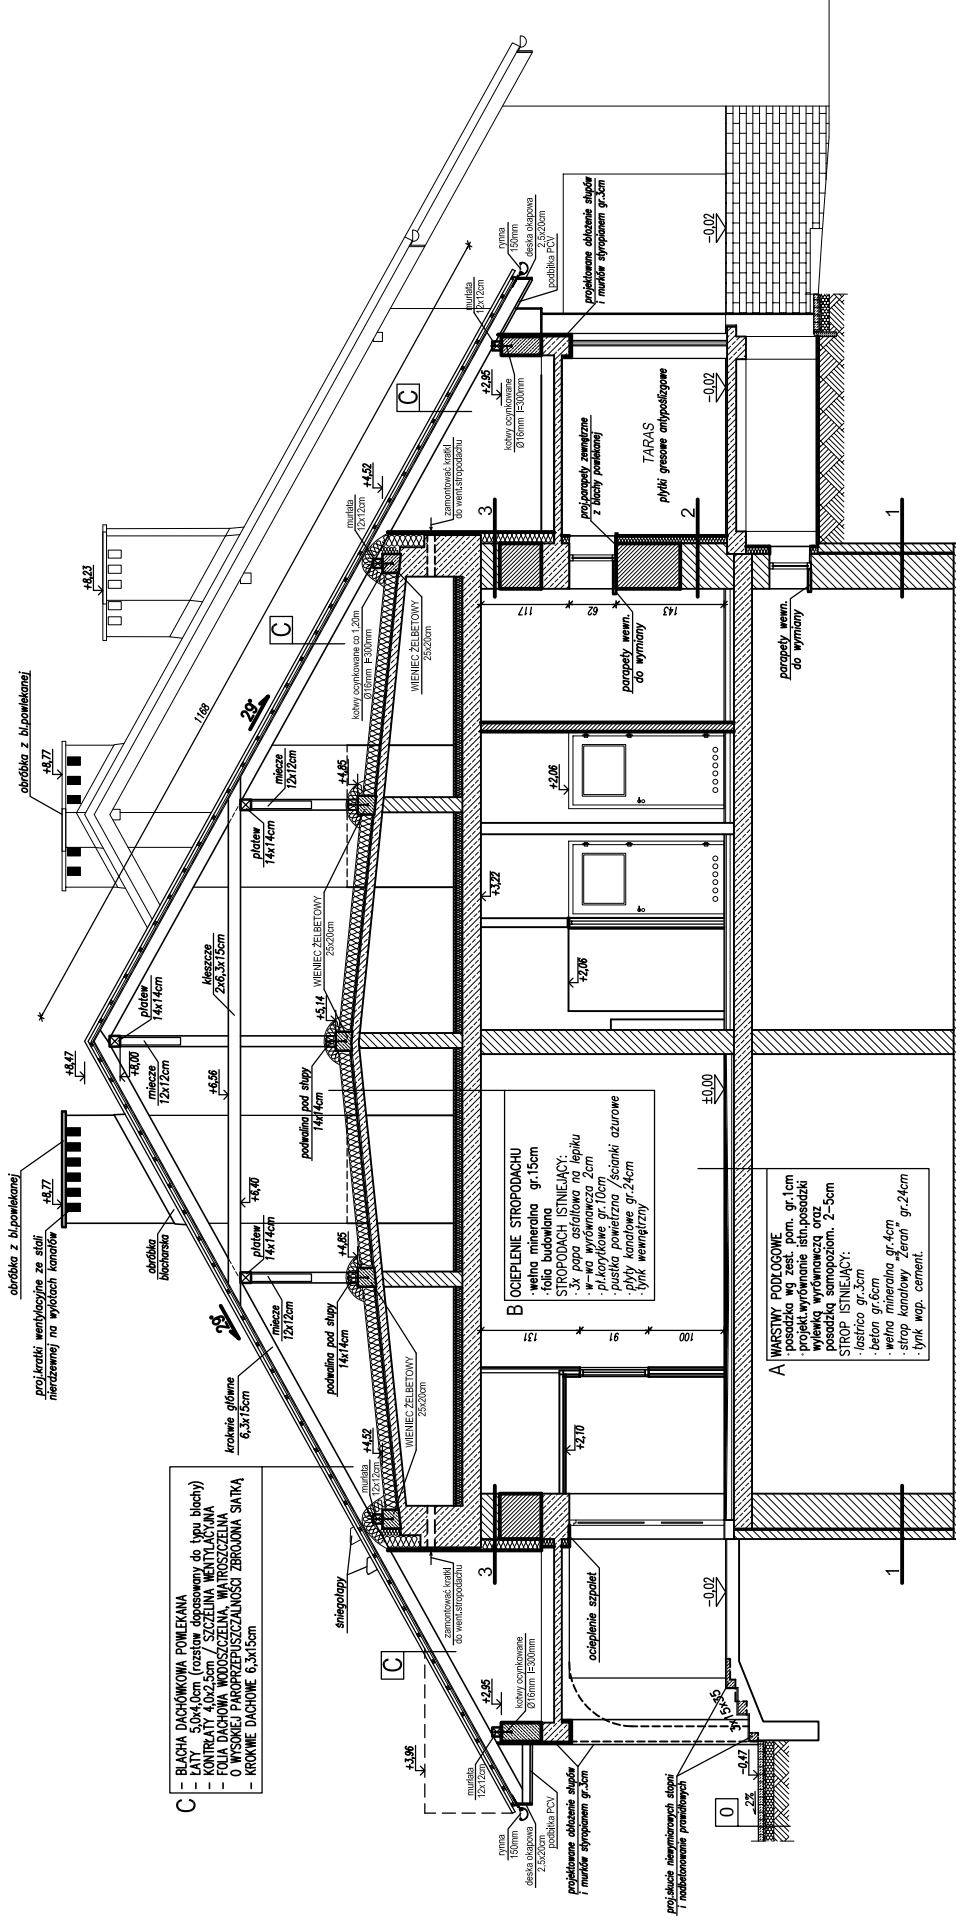 C
- BLACHA DACHÓWKOWA POWLEKANA
- ŁATY 5,0x4,0cm (rozstaw dopasowany do typu blachy)
- KONTRŁATY 4,0x2,5cm / SZCZELINA WENTYLACYJNA
- FOLIA DACHOWA WODOSZCZELNA, WIATROSZCZELNA
O WYSOKIEJ PAROPRZEPUSZCZALNOŚCI ZBROJONA SIATKĄ
- KROKWIE DACHOWE 6,3x15cm
obróbka z bl.powlekanej
proj.kratki wentylacyjne ze stali
nierdzewnej na wylotach kanałów
+8,77
obróbka
blacharska
krokwie główne
6,3x15cm
29°
+8,47
+8,00
miecze
12x12cm
płatew
14x14cm
+6,56
+6,40
kleszcze
2x6,3x15cm
płatew
14x14cm
miecze
12x12cm
obróbka z bl.powlekanej
+8,77
+8,23
1168
29°
miecze
12x12cm
płatew
14x14cm
śniegołapy
murłata
12x12cm
+4,52
podwalina pod słupy
14x14cm
+4,85
podwalina pod słupy
14x14cm
+5,14
WIENIEC ŻELBETOWY
25x20cm
WIENIEC ŻELBETOWY
25x20cm
+4,85
kotwy ocynkowane co 1,20m
Ø16mm l=300mm
WIENIEC ŻELBETOWY
25x20cm
murłata
12x12cm
+4,52
C
C
C
zamontować kratki
do went.stropodachu
zamontować kratki
do went.stropodachu
+3,96
murłata
12x12cm
+2,95
kotwy ocynkowane
Ø16mm l=300mm
rynna
150mm
deska okapowa
2,5x20cm
podbitka PCV
murłata
12x12cm
+2,95
kotwy ocynkowane
Ø16mm l=300mm
rynna
150mm
deska okapowa
2,5x20cm
podbitka PCV
projektowane obłożenie słupów
i murków styropianem gr.3cm
projektowane obłożenie słupów
i murków styropianem gr.3cm
3
3
B
OCIEPLENIE STROPODACHU
- wełna mineralna gr.15cm
- folia budowlana
STROPODACH ISTNIEJĄCY:
- 3x papa asfaltowa na lepiku
- w-wa wyrównawcza 2cm
- pł.korytkowe gr.10cm
- pustka powietrzna /ścianki ażurowe
- płyty kanałowe gr.24cm
- tynk wewnętrzny
131
91
100
+2,10
ocieplenie szpalet
+3,22
+2,06
+2,06
117
62
143
parapety wewn.
do wymiany
proj.parapety zewnętrzne
z blachy powlekanej
TARAS
płytki gresowe antypoślizgowe
2
-0,02
-0,02
-0,02
±0,00
proj.skucie niewymiarowych stopni
i nadbetonowanie prawidłowych
3x15x35
-0,47
2%
0
A
WARSTWY PODŁOGOWE
- posadzka wg zest. pom. gr.1cm
- projekt.wyrównanie istn.posadzki
wylewką wyrównawczą oraz
posadzką samopoziom. 2-5cm
STROP ISTNIEJĄCY:
- lastrico gr.3cm
- beton gr.6cm
- wełna mineralna gr.4cm
- strop kanałowy "Żerań" gr.24cm
- tynk wap. cement.
parapety wewn.
do wymiany
1
1